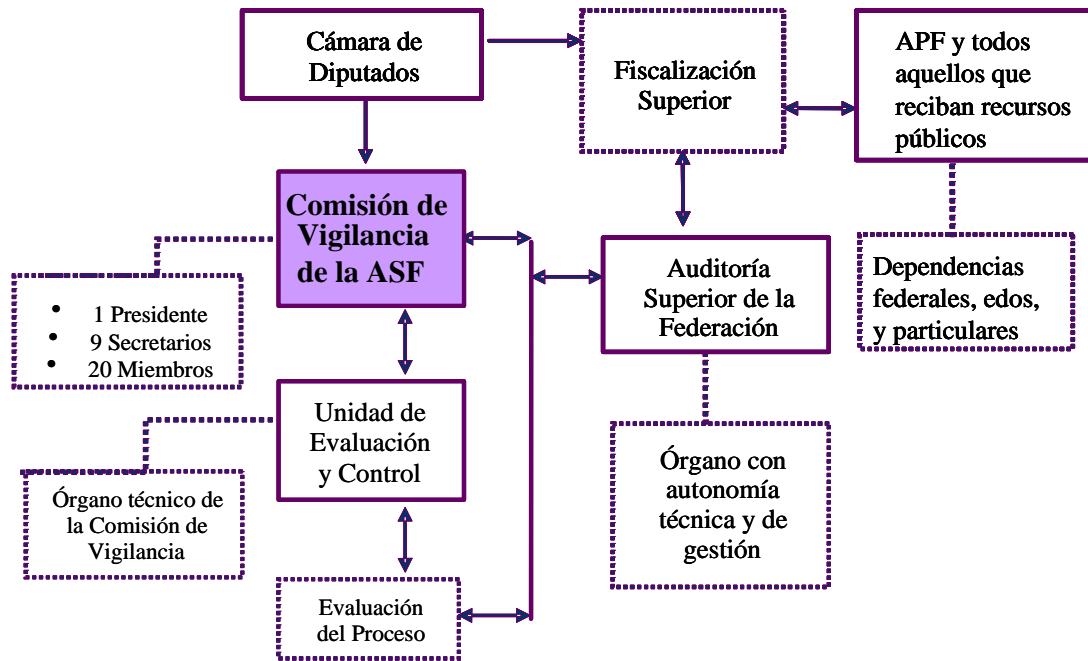 Cámara de
Diputados
Fiscalización
Superior
APF y todos
aquellos que
reciban recursos
públicos
Comisión de
Vigilancia
de la ASF
Auditoría
Superior de la
Federación
Dependencias
federales, edos,
y particulares
• 1 Presidente
• 9 Secretarios
• 20 Miembros
Unidad de
Evaluación
y Control
Órgano técnico de
la Comisión de
Vigilancia
Órgano con
autonomía
técnica y de
gestión
Evaluación
del Proceso